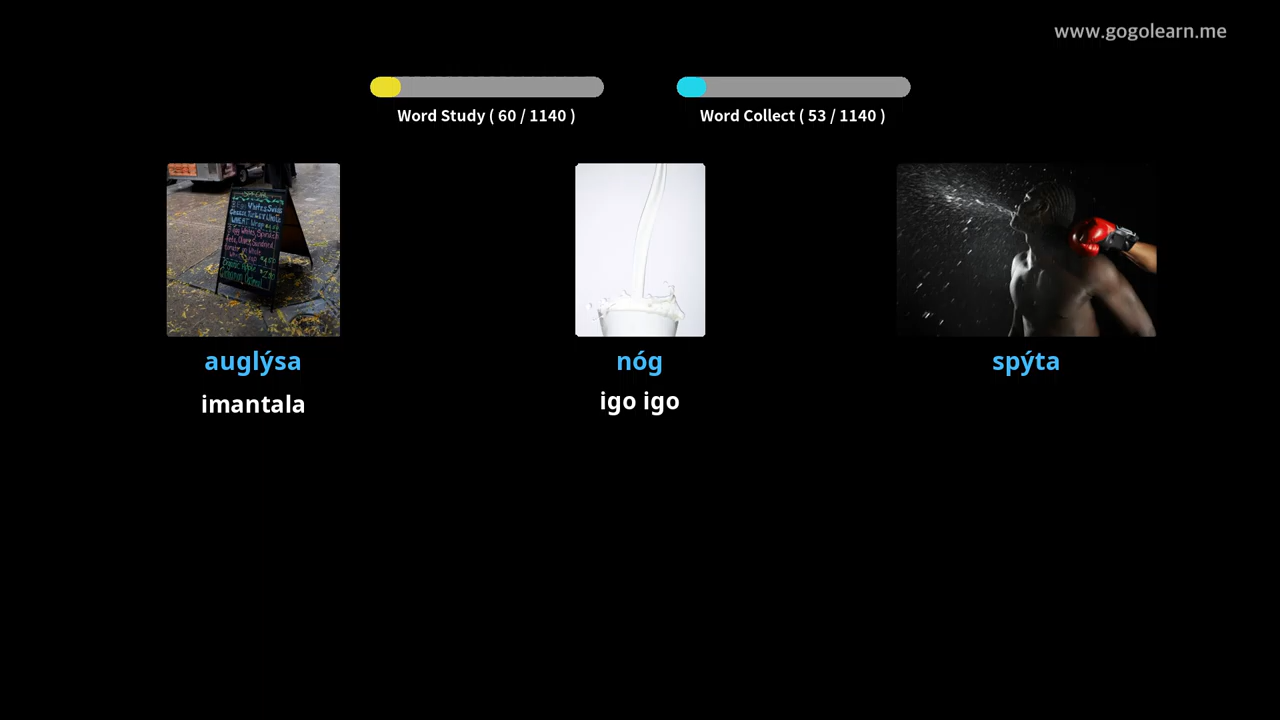 www.gogolearn.me
Word Study ( 60 / 1140 )
Word Collect ( 53 / 1140 )
auglýsa
nóg
spýta
imantala
igo igo